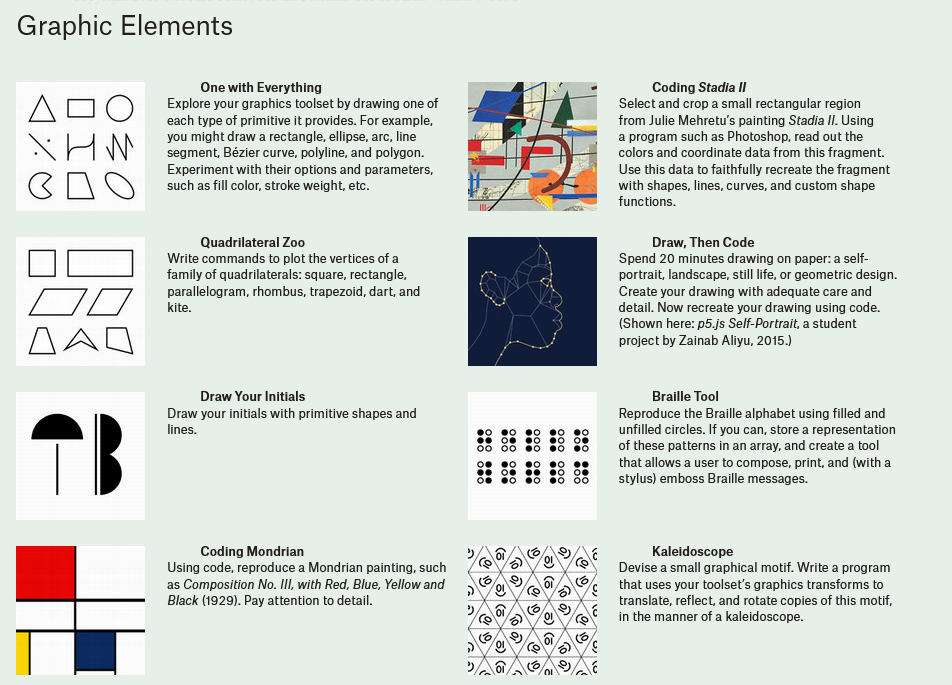 Graphic Elements
One with Everything
Explore your graphics toolset by drawing one of
each type of primitive it provides. For example,
you might draw a rectangle, ellipse, arc, line
segment, Bézier curve, polyline, and polygon.
Experiment with their options and parameters,
such as fill color, stroke weight, etc.
Quadrilateral Zoo
Write commands to plot the vertices of a
family of quadrilaterals: square, rectangle,
parallelogram, rhombus, trapezoid, dart, and
kite.
Draw Your Initials
Draw your initials with primitive shapes and
lines.
Coding Mondrian
Using code, reproduce a Mondrian painting, such
as Composition No. III, with Red, Blue, Yellow and
Black (1929). Pay attention to detail.
Coding Stadia II
Select and crop a small rectangular region
from Julie Mehretu's painting Stadia II. Using
a program such as Photoshop, read out the
colors and coordinate data from this fragment.
Use this data to faithfully recreate the fragment
with shapes, lines, curves, and custom shape
functions.
Draw, Then Code
Spend 20 minutes drawing on paper: a self-
portrait, landscape, still life, or geometric design.
Create your drawing with adequate care and
detail. Now recreate your drawing using code.
(Shown here: p5.js Self-Portrait, a student
project by Zainab Aliyu, 2015.)
Braille Tool
Reproduce the Braille alphabet using filled and
unfilled circles. If you can, store a representation
of these patterns in an array, and create a tool
that allows a user to compose, print, and (with a
stylus) emboss Braille messages.
Kaleidoscope
Devise a small graphical motif. Write a program
that uses your toolset's graphics transforms to
translate, reflect, and rotate copies of this motif,
in the manner of a kaleidoscope.